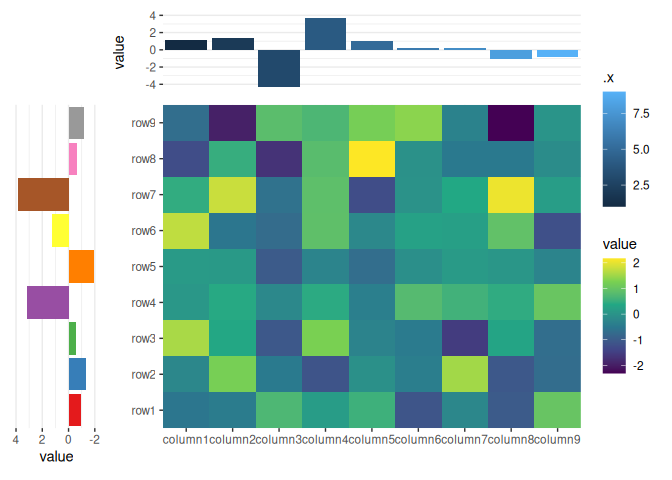 4
2
0
-2
-4
value
.x
7.5
5.0
2.5
value
2
1
0
-1
-2
row9
row8
row7
row6
row5
row4
row3
row2
row1
4 2 0 -2
value
column1 column2 column3 column4 column5 column6 column7 column8 column9